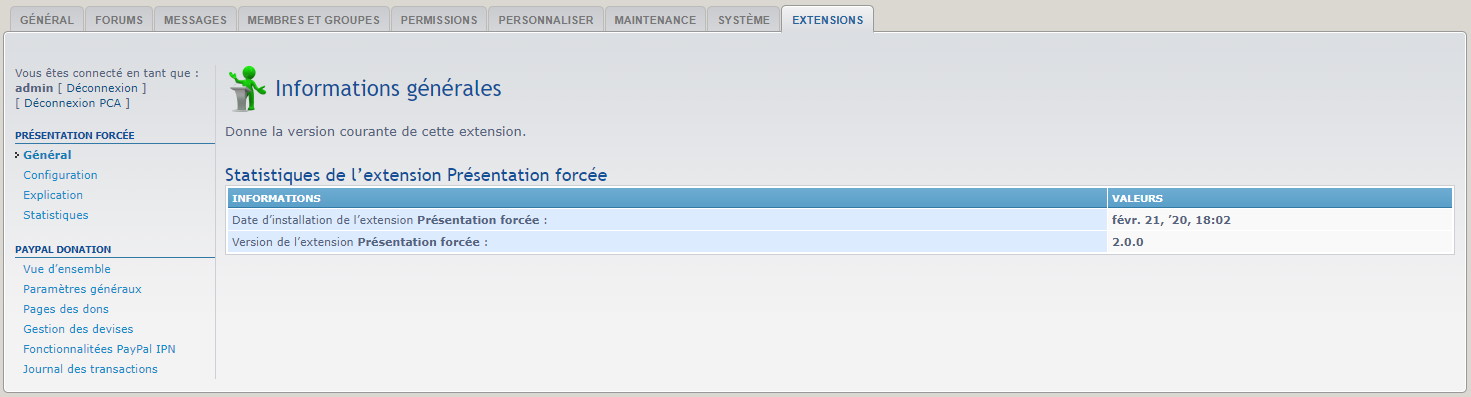 GÉNÉRAL FORUMS MESSAGES MEMBRES ET GROUPES PERMISSIONS PERSONNALISER MAINTENANCE SYSTÈME EXTENSIONS
Vous êtes connecté en tant que :
admin [ Déconnexion ]
[ Déconnexion PCA ]
PRÉSENTATION FORCÉE
Général
Configuration
Explication
Statistiques
PAYPAL DONATION
Vue d’ensemble
Paramètres généraux
Pages des dons
Gestion des devises
Fonctionnalitées PayPal IPN
Journal des transactions
Informations générales
Donne la version courante de cette extension.
Statistiques de l’extension Présentation forcée
INFORMATIONS VALEURS
Date d’installation de l’extension Présentation forcée : févr. 21, ’20, 18:02
Version de l’extension Présentation forcée : 2.0.0